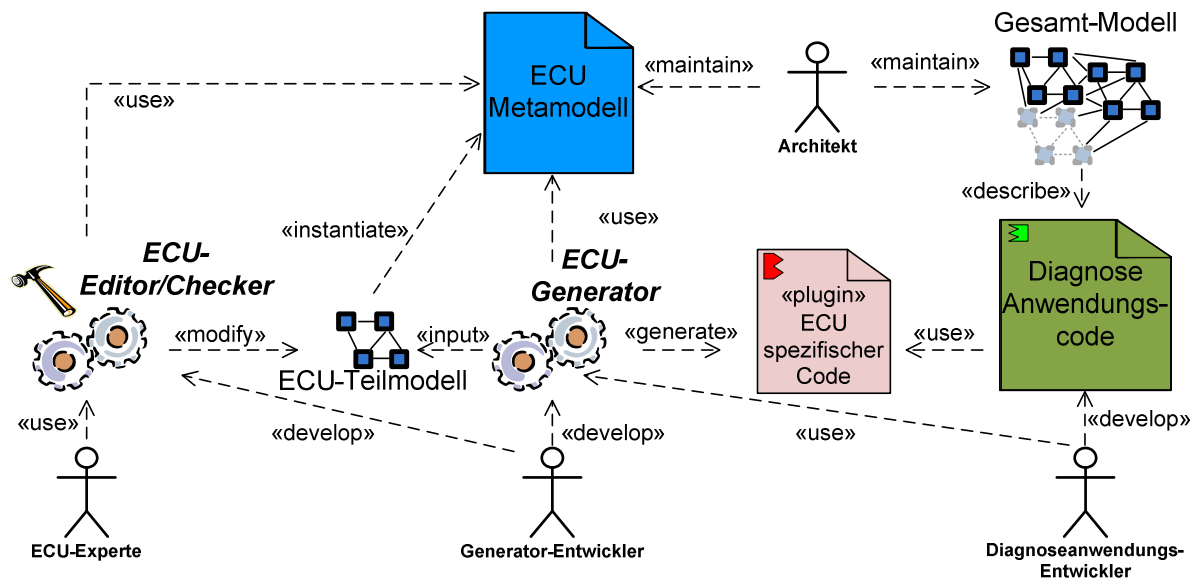 Gesamt-Modell
ECU
Metamodell
«maintain»
«maintain»
«use»
Architekt
«describe»
«instantiate»
«use»
ECU-
Editor/Checker
ECU-
Generator
«plugin»
ECU
spezifischer
Code
Diagnose
Anwendungs-
code
«modify»
«input»
«generate»
«use»
ECU-Teilmodell
«use»
«develop»
«develop»
«use»
«develop»
ECU-Experte
Generator-Entwickler
Diagnoseanwendungs-
Entwickler